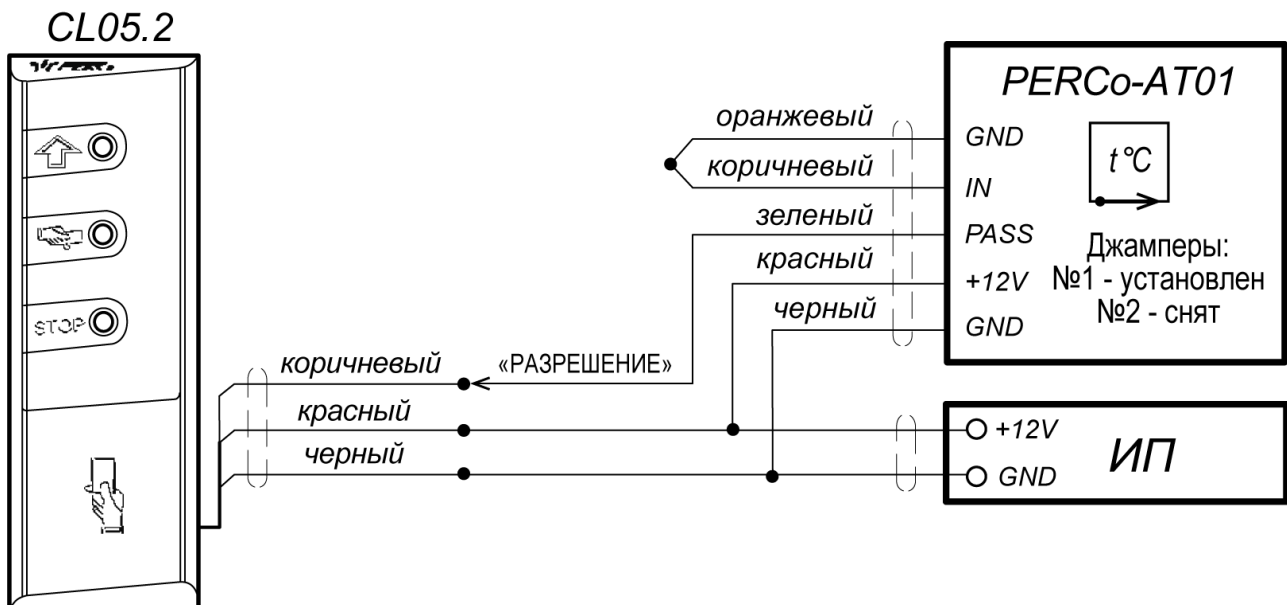 CL05.2
STOP
PERCo-AT01
оранжевый
GND
коричневый
IN
t°C
зеленый
PASS
Джамперы:
красный
+12V
№1 - установлен
черный
GND
№2 - снят
коричневый
«РАЗРЕШЕНИЕ»
красный
черный
+12V
GND
ИП